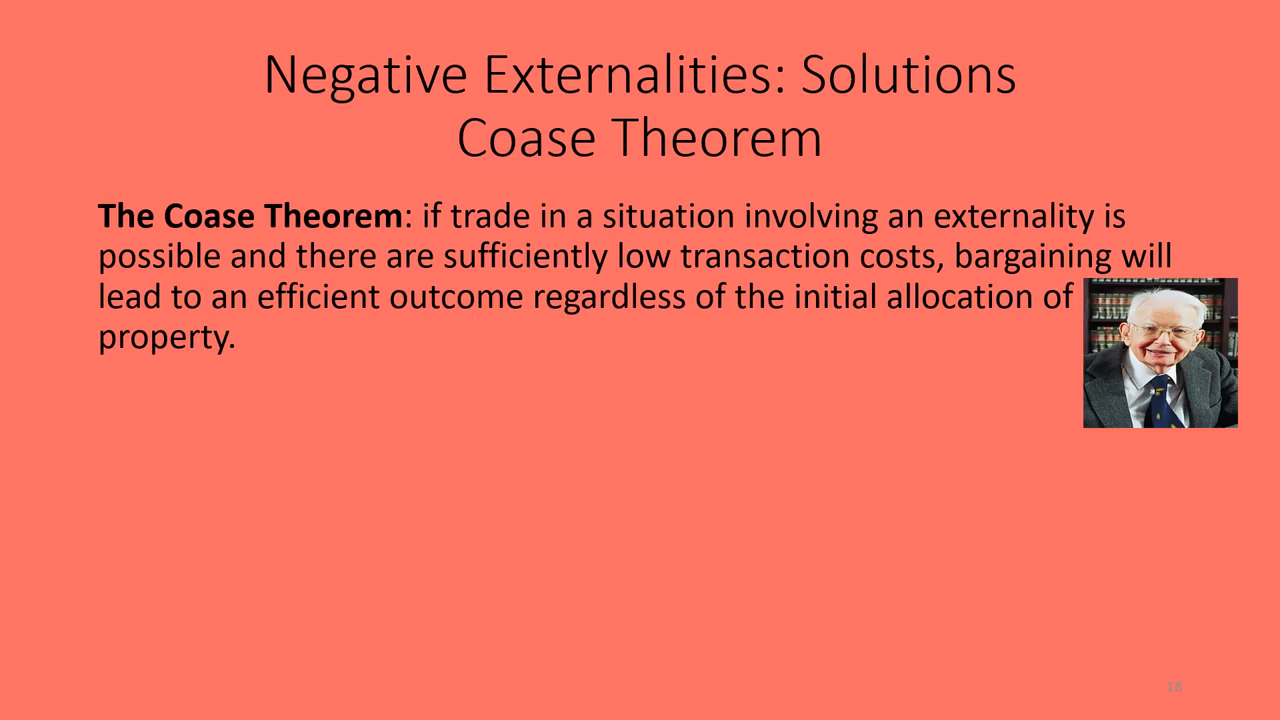 Negative Externalities: Solutions
Coase Theorem
The Coase Theorem: if trade in a situation involving an externality is
possible and there are sufficiently low transaction costs, bargaining will
lead to an efficient outcome regardless of the initial allocation of
property.
18